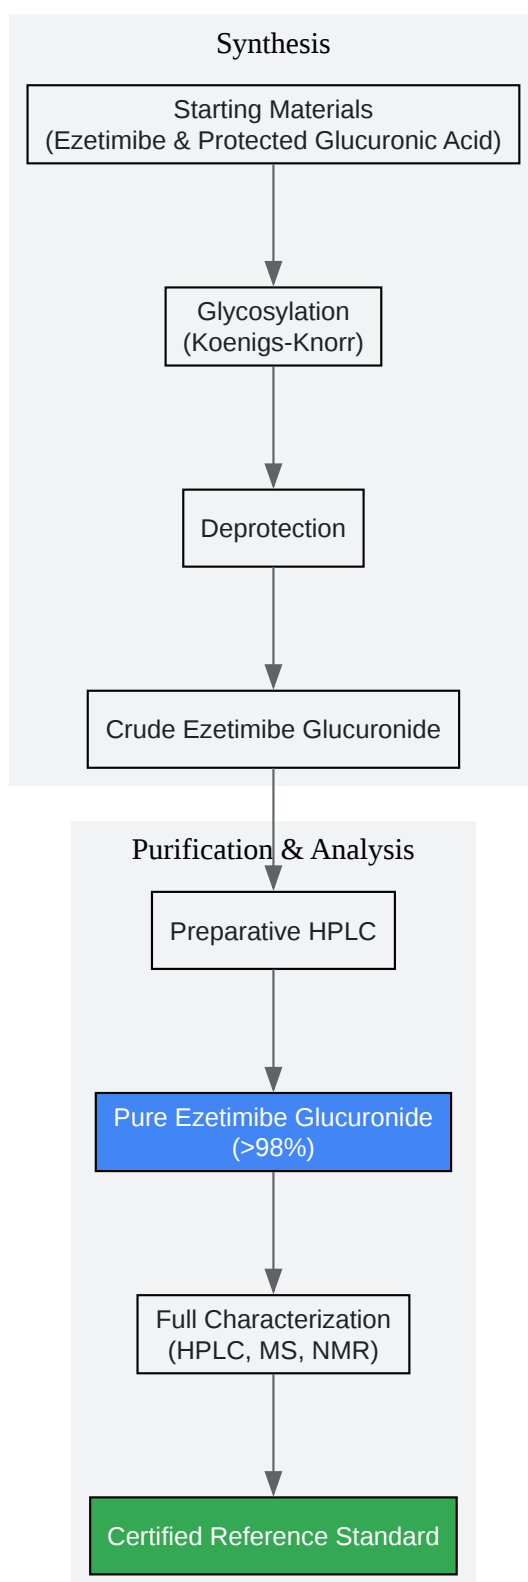 Synthesis
Starting Materials
(Ezetimibe & Protected Glucuronic Acid)
Glycosylation
(Koenigs-Knorr)
Deprotection
Crude Ezetimibe Glucuronide
Purification & Analysis
Preparative HPLC
Pure Ezetimibe Glucuronide
(>98%)
Full Characterization
(HPLC, MS, NMR)
Certified Reference Standard